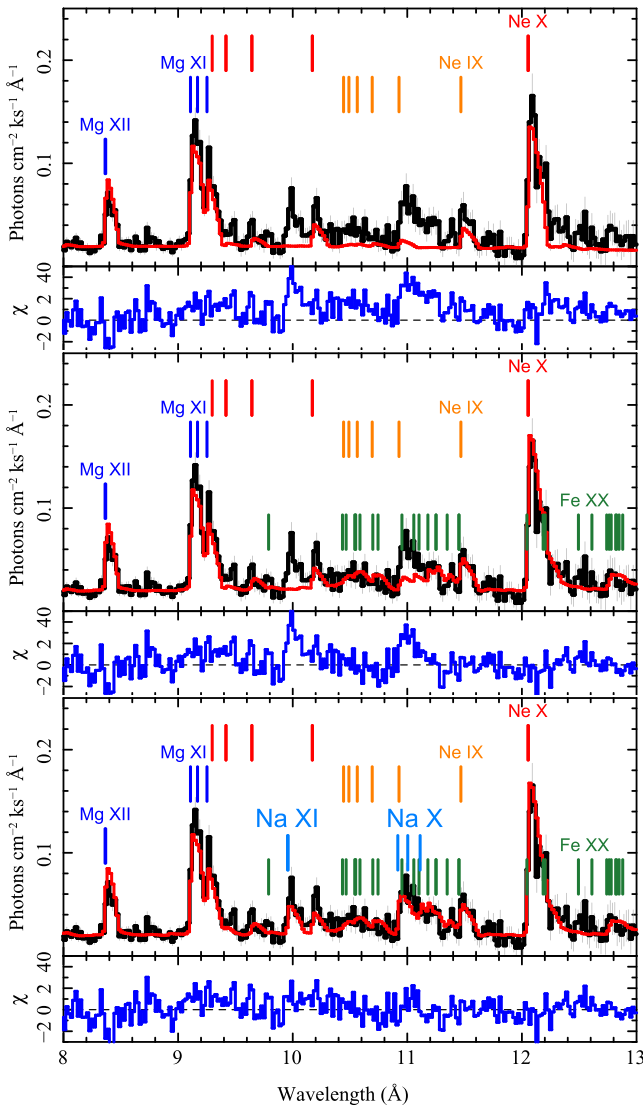 Ne X
0.2
Mg XI
Ne IX
Mg XII
0.1
Photons cm−2 ks−1 Å−1
40
2
0
−2
χ
Ne X
0.2
Mg XI
Ne IX
Mg XII
Fe XX
0.1
Photons cm−2 ks−1 Å−1
40
2
0
−2
χ
Ne X
0.2
Mg XI
Ne IX
Mg XII
Na XI
Na X
Fe XX
0.1
Photons cm−2 ks−1 Å−1
40
2
0
−2
χ
8 9 10 11 12 13
Wavelength (Å)